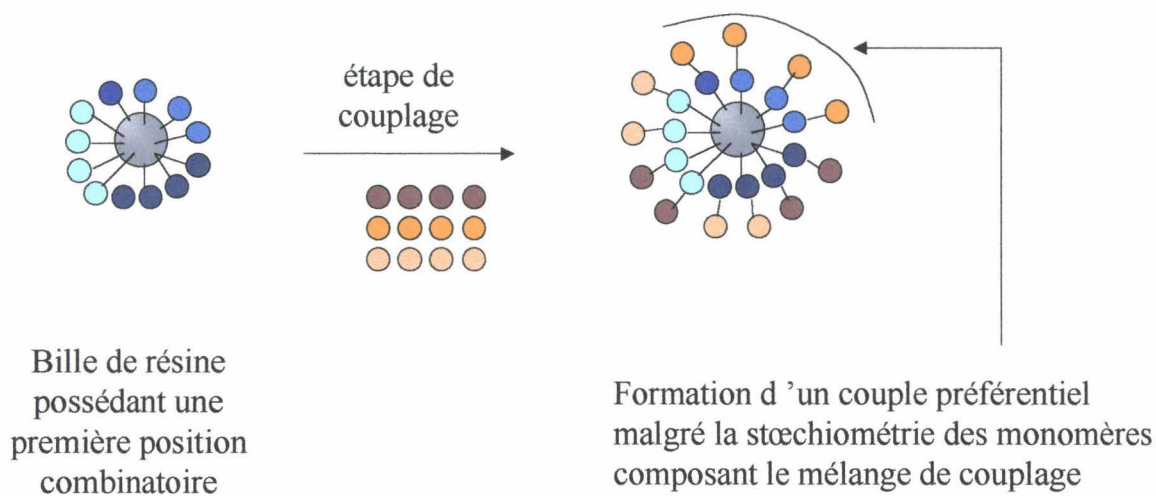 étape de
couplage
Bille de résine
possédant une
première position
combinatoire
Formation d ’un couple préférentiel
malgré la stœchiométrie des monomères
composant le mélange de couplage